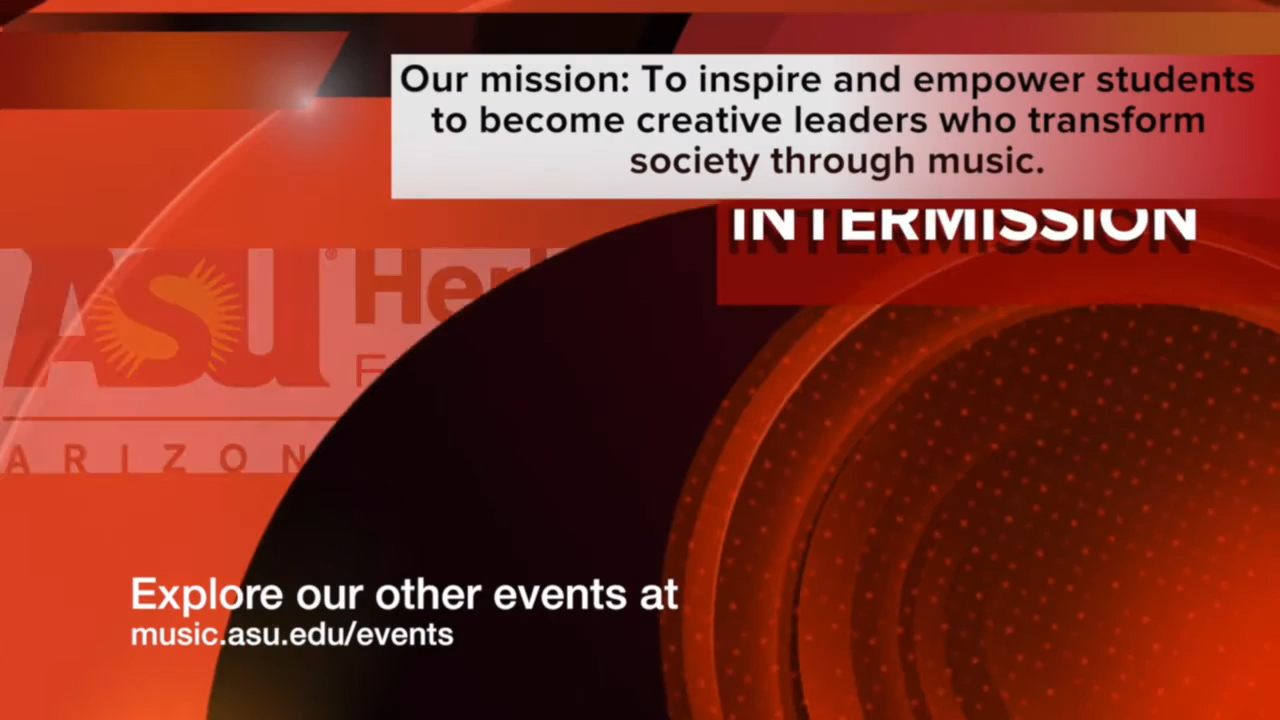 Our mission: To inspire and empower students
to become creative leaders who transform
society through music.
INTERMISSION
ASU
ARIZON
Explore our other events at
music.asu.edu/events